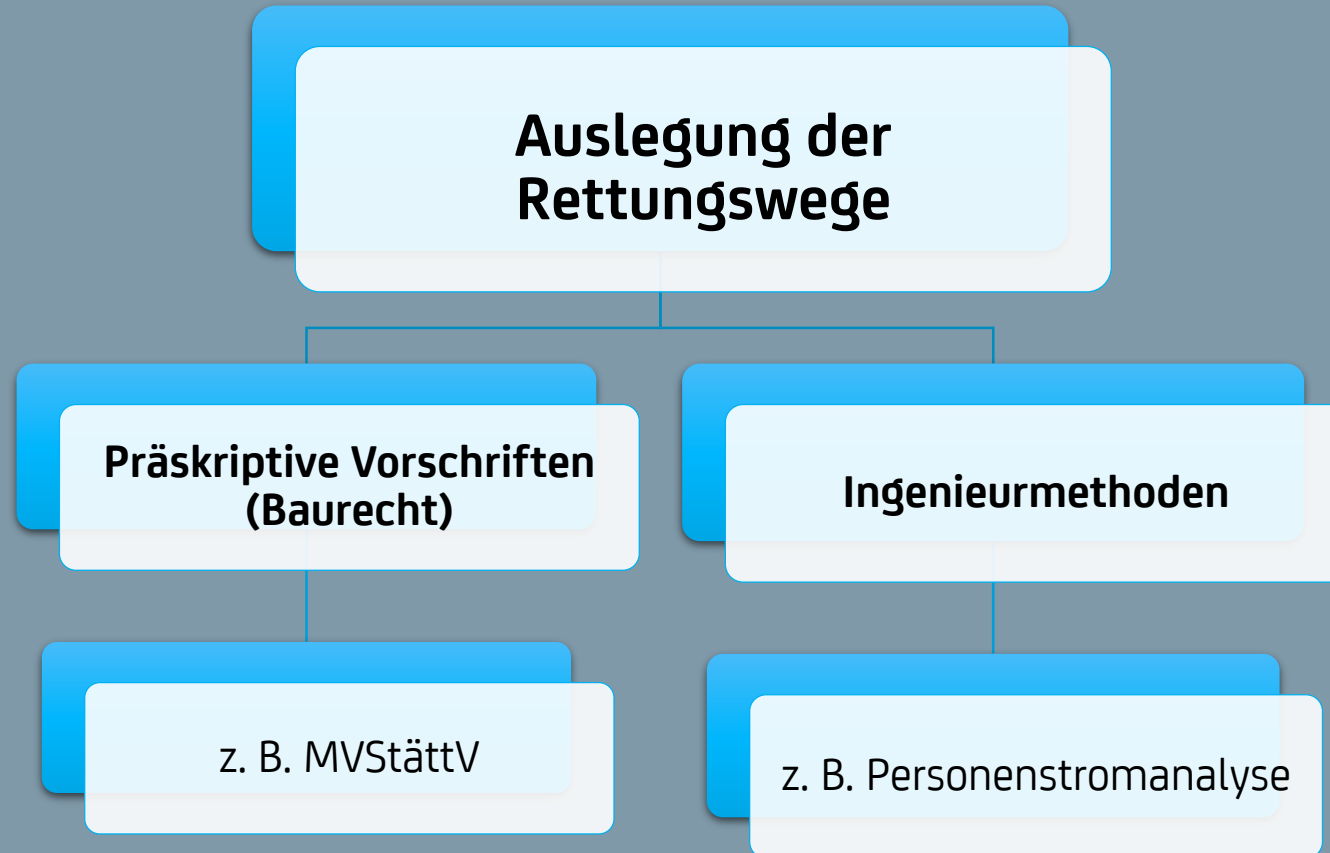 Auslegung der
Rettungswege
Präskriptive Vorschriften
(Baurecht)
Ingenieurmethoden
z. B. MVStättV
z. B. Personenstromanalyse